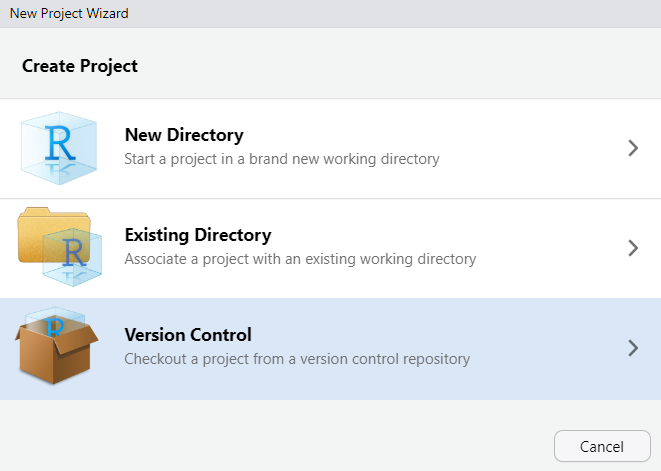 New Project Wizard
Create Project
R
New Directory
Start a project in a brand new working directory
R
Existing Directory
Associate a project with an existing working directory
R
Version Control
Checkout a project from a version control repository
Cancel